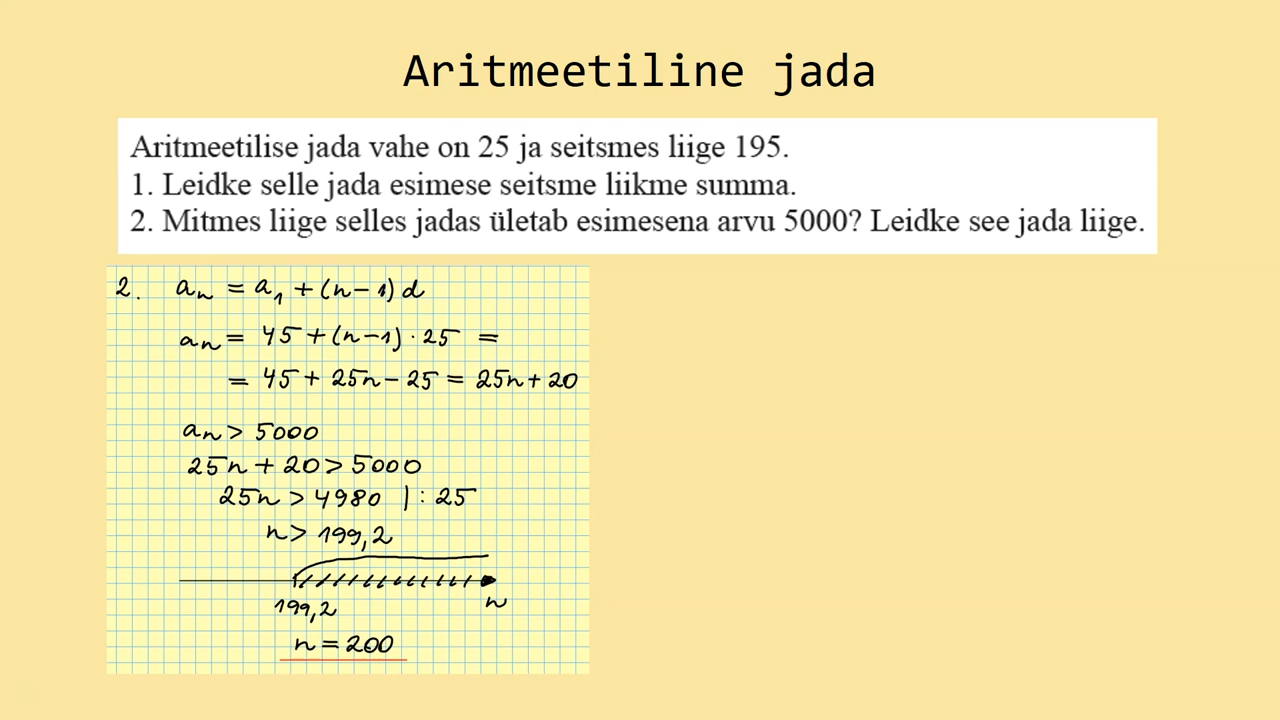 Aritmeetiline jada
Aritmeetilise jada vahe on 25 ja seitsmes liige 195.
1. Leidke selle jada esimese seitsme liikme summa.
2. Mitmes liige selles jadas ületab esimesena arvu 5000? Leidke see jada liige.
2. aₙ = a₁ + (n-1)d
aₙ = 45 + (n-1) · 25 =
= 45 + 25n - 25 = 25n + 20
aₙ > 5000
25n + 20 > 5000
25n > 4980 | : 25
n > 199,2
199,2 n
n = 200